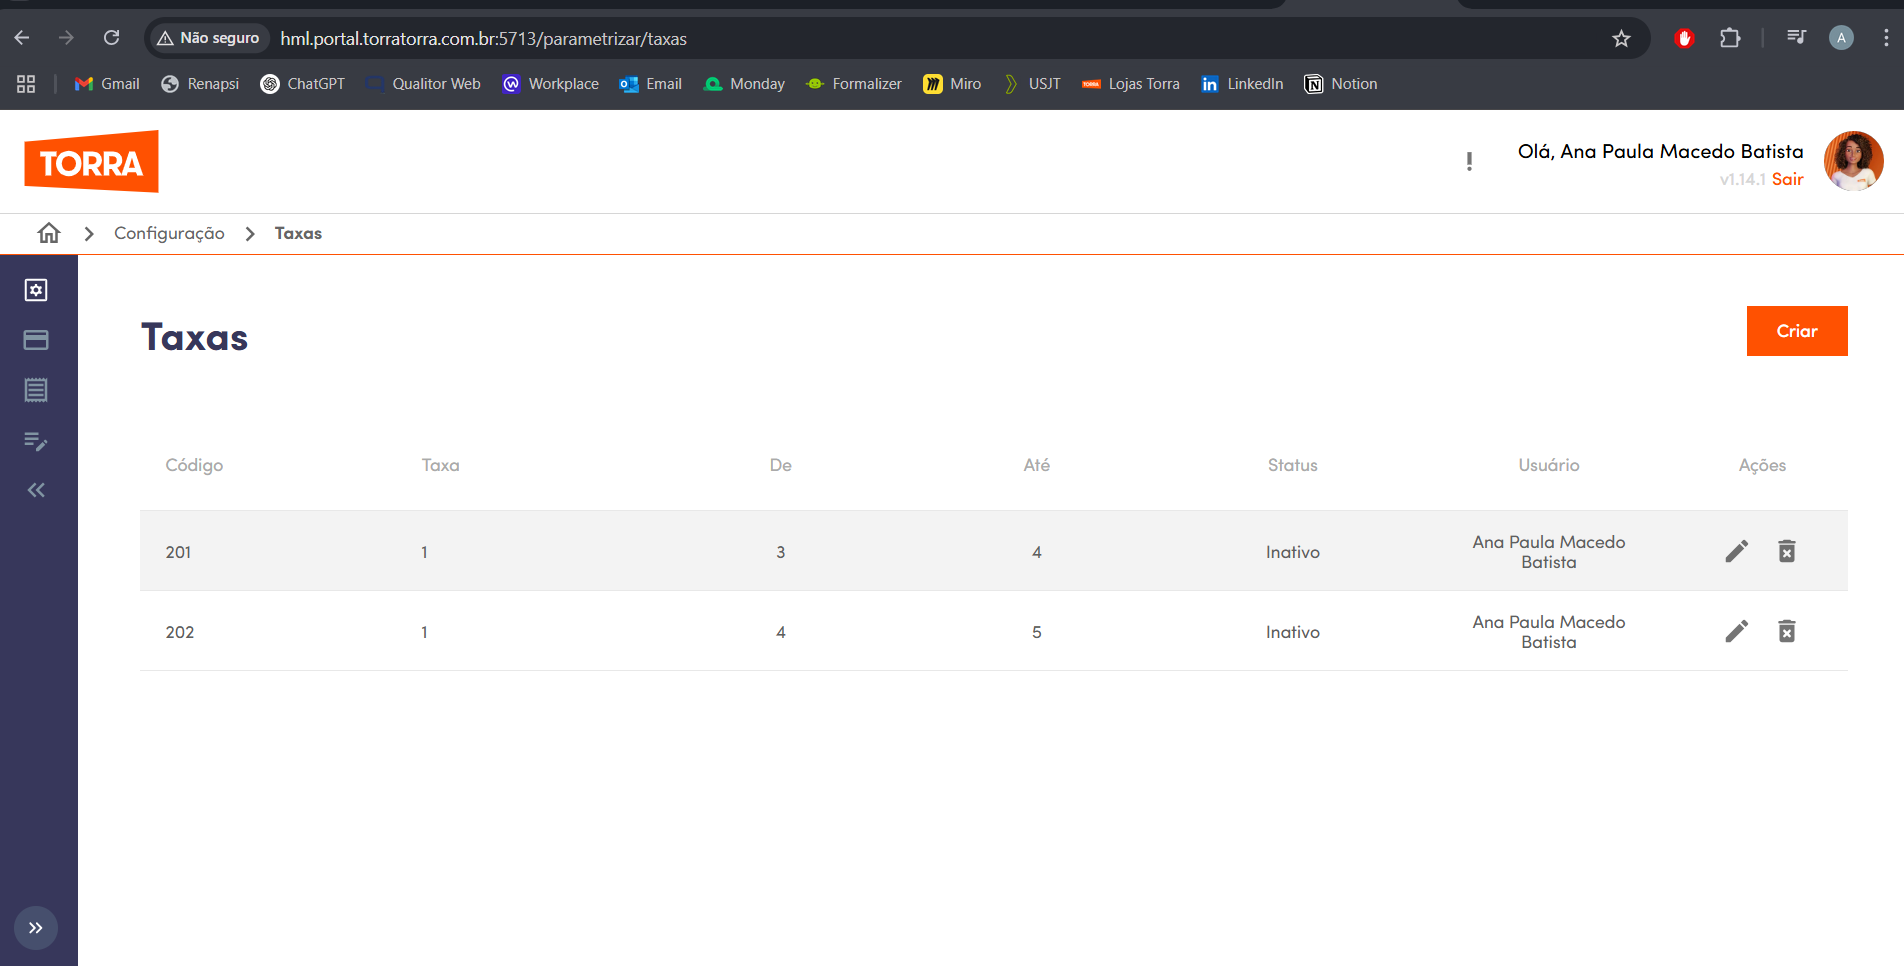 Não seguro hml.portal.torratorra.com.br:5713/parametrizar/taxas A
Gmail Renapsi ChatGPT Qualitor Web Workplace Email Monday Formalizer Miro USJT Lojas Torra LinkedIn Notion
TORRA
Olá, Ana Paula Macedo Batista
v1.14.1 Sair
Configuração Taxas
Taxas
Criar
Código Taxa De Até Status Usuário Ações
201 1 3 4 Inativo Ana Paula Macedo Batista
202 1 4 5 Inativo Ana Paula Macedo Batista